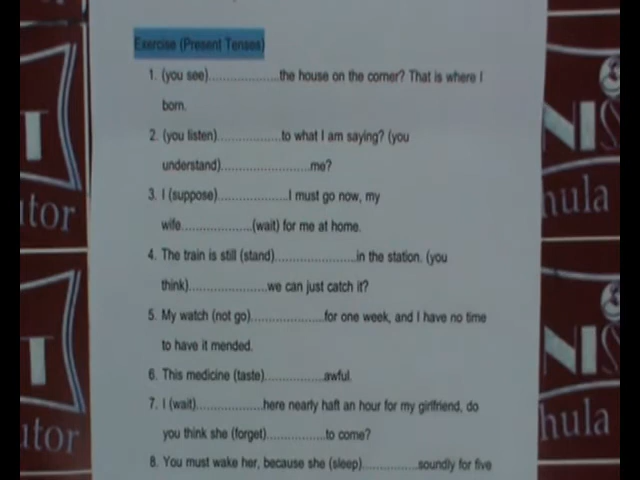 Exercise (Present Tenses)
1. (you see)..................the house on the corner? That is where I
born.
2. (you listen)................to what I am saying? (you
understand)......................me?
3. I (suppose)..................I must go now, my
wife..................(wait) for me at home.
4. The train is still (stand)....................in the station. (you
think)....................we can just catch it?
5. My watch (not go)..................for one week, and I have no time
to have it mended.
6. This medicine (taste)...............awful.
7. I (wait).................here nearly haft an hour for my girlfriend, do
you think she (forget)...............to come?
8. You must wake her, because she (sleep)..............soundly for five
T
utor
NIS
hula
T
utor
NIS
hula